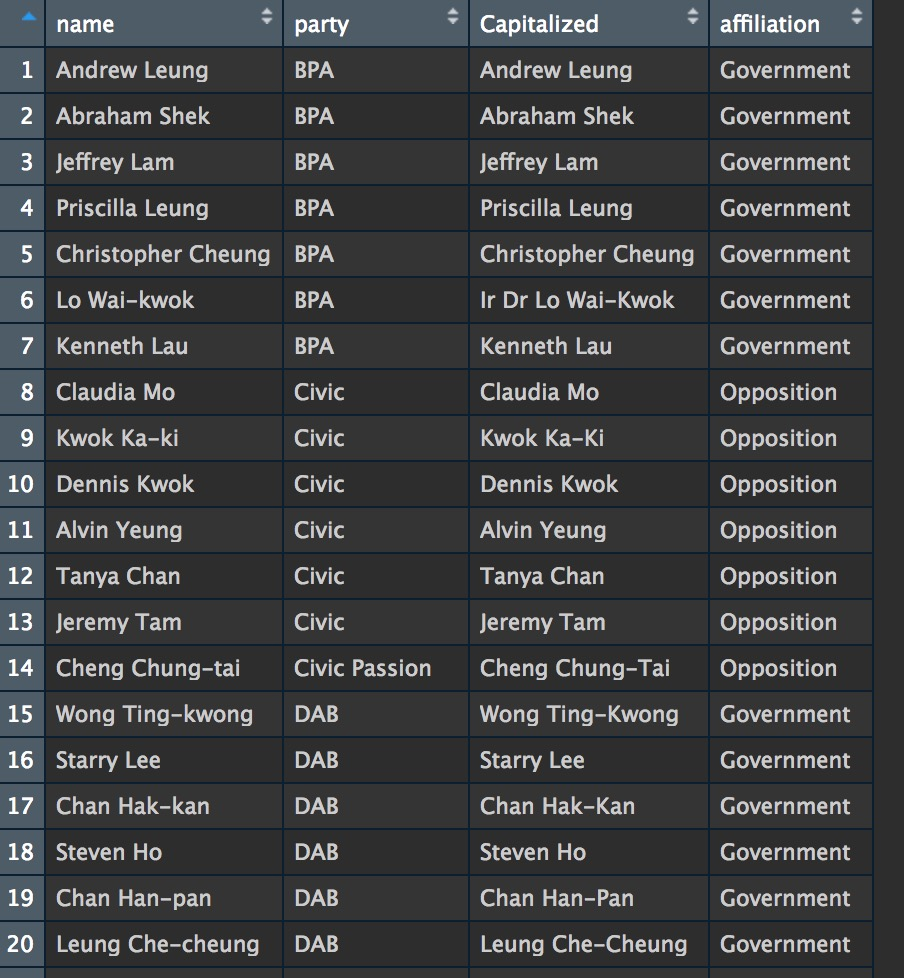 name party Capitalized affiliation
1 Andrew Leung BPA Andrew Leung Government
2 Abraham Shek BPA Abraham Shek Government
3 Jeffrey Lam BPA Jeffrey Lam Government
4 Priscilla Leung BPA Priscilla Leung Government
5 Christopher Cheung BPA Christopher Cheung Government
6 Lo Wai-kwok BPA Ir Dr Lo Wai-Kwok Government
7 Kenneth Lau BPA Kenneth Lau Government
8 Claudia Mo Civic Claudia Mo Opposition
9 Kwok Ka-ki Civic Kwok Ka-Ki Opposition
10 Dennis Kwok Civic Dennis Kwok Opposition
11 Alvin Yeung Civic Alvin Yeung Opposition
12 Tanya Chan Civic Tanya Chan Opposition
13 Jeremy Tam Civic Jeremy Tam Opposition
14 Cheng Chung-tai Civic Passion Cheng Chung-Tai Opposition
15 Wong Ting-kwong DAB Wong Ting-Kwong Government
16 Starry Lee DAB Starry Lee Government
17 Chan Hak-kan DAB Chan Hak-Kan Government
18 Steven Ho DAB Steven Ho Government
19 Chan Han-pan DAB Chan Han-Pan Government
20 Leung Che-cheung DAB Leung Che-Cheung Government